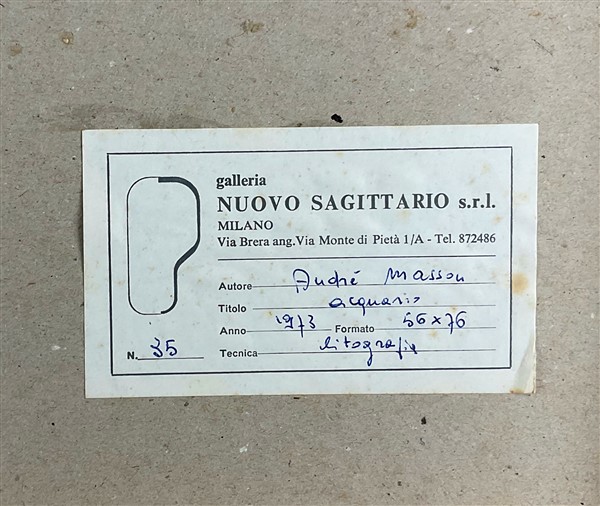 galleria
NUOVO SAGITTARIO s.r.l.
MILANO
Via Brera ang. Via Monte di Pietà 1/A - Tel. 872486
Autore André Masson
Titolo acquario
Anno 1973 Formato 56x76
N. 35 Tecnica litografia